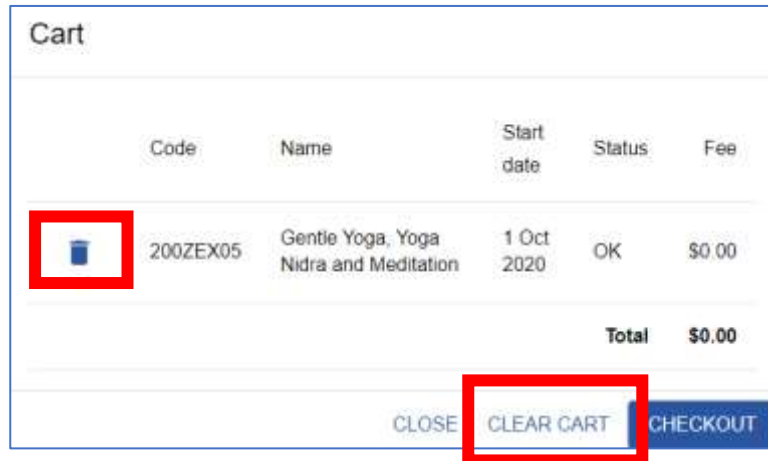 Cart
Code Name Start date Status Fee
200ZEX05 Gentle Yoga, Yoga Nidra and Meditation 1 Oct 2020 OK $0.00
Total $0.00
CLOSE CLEAR CART CHECKOUT